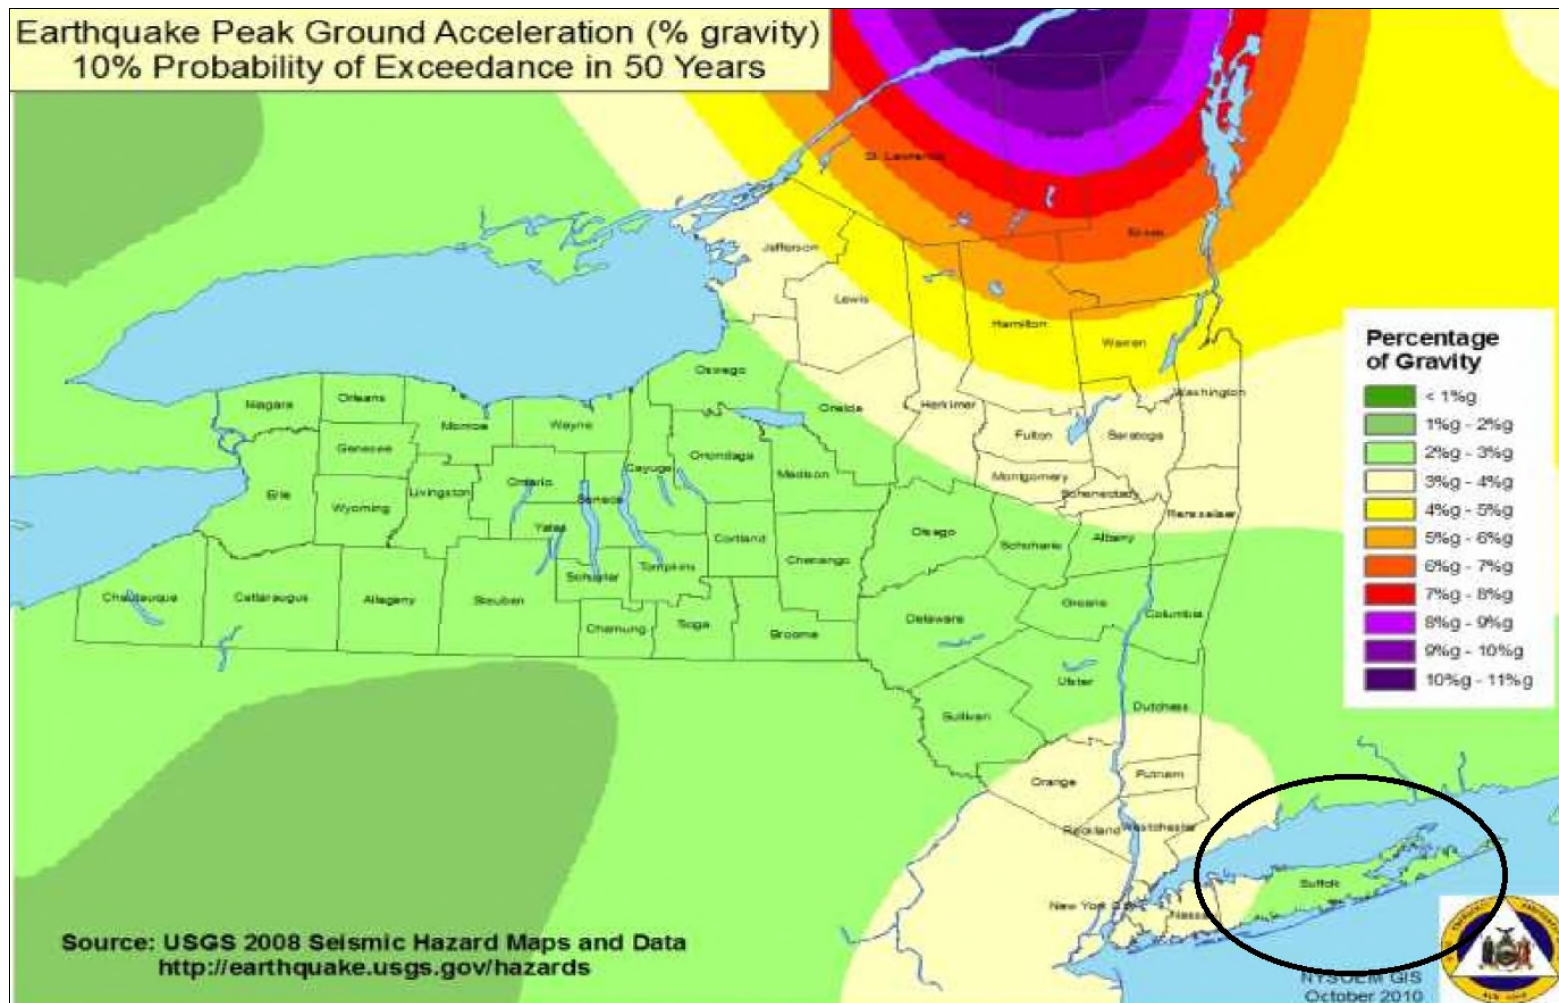 Earthquake Peak Ground Acceleration (% gravity)
10% Probability of Exceedance in 50 Years
St. Lawrence
Essex
Jefferson
Lewis
Hamilton
Warren
Washington
Oswego
Oneida
Herkimer
Fulton
Saratoga
Niagara
Orleans
Monroe
Wayne
Genesee
Onondaga
Cayuga
Madison
Montgomery
Schenectady
Erie
Wyoming
Livingston
Ontario
Seneca
Yates
Cortland
Chenango
Otsego
Schoharie
Albany
Rensselaer
Chautauque
Cattaraugus
Allegany
Steuben
Schuyler
Tompkins
Chemung
Tioga
Broome
Delaware
Greene
Columbia
Ulster
Sullivan
Dutchess
Orange
Putnam
Rockland
Westchester
New York
Nassau
Suffolk
Percentage
of Gravity
< 1%g
1%g - 2%g
2%g - 3%g
3%g - 4%g
4%g - 5%g
5%g - 6%g
6%g - 7%g
7%g - 8%g
8%g - 9%g
9%g - 10%g
10%g - 11%g
Source: USGS 2008 Seismic Hazard Maps and Data
http://earthquake.usgs.gov/hazards
NYSOEM GIS
October 2010